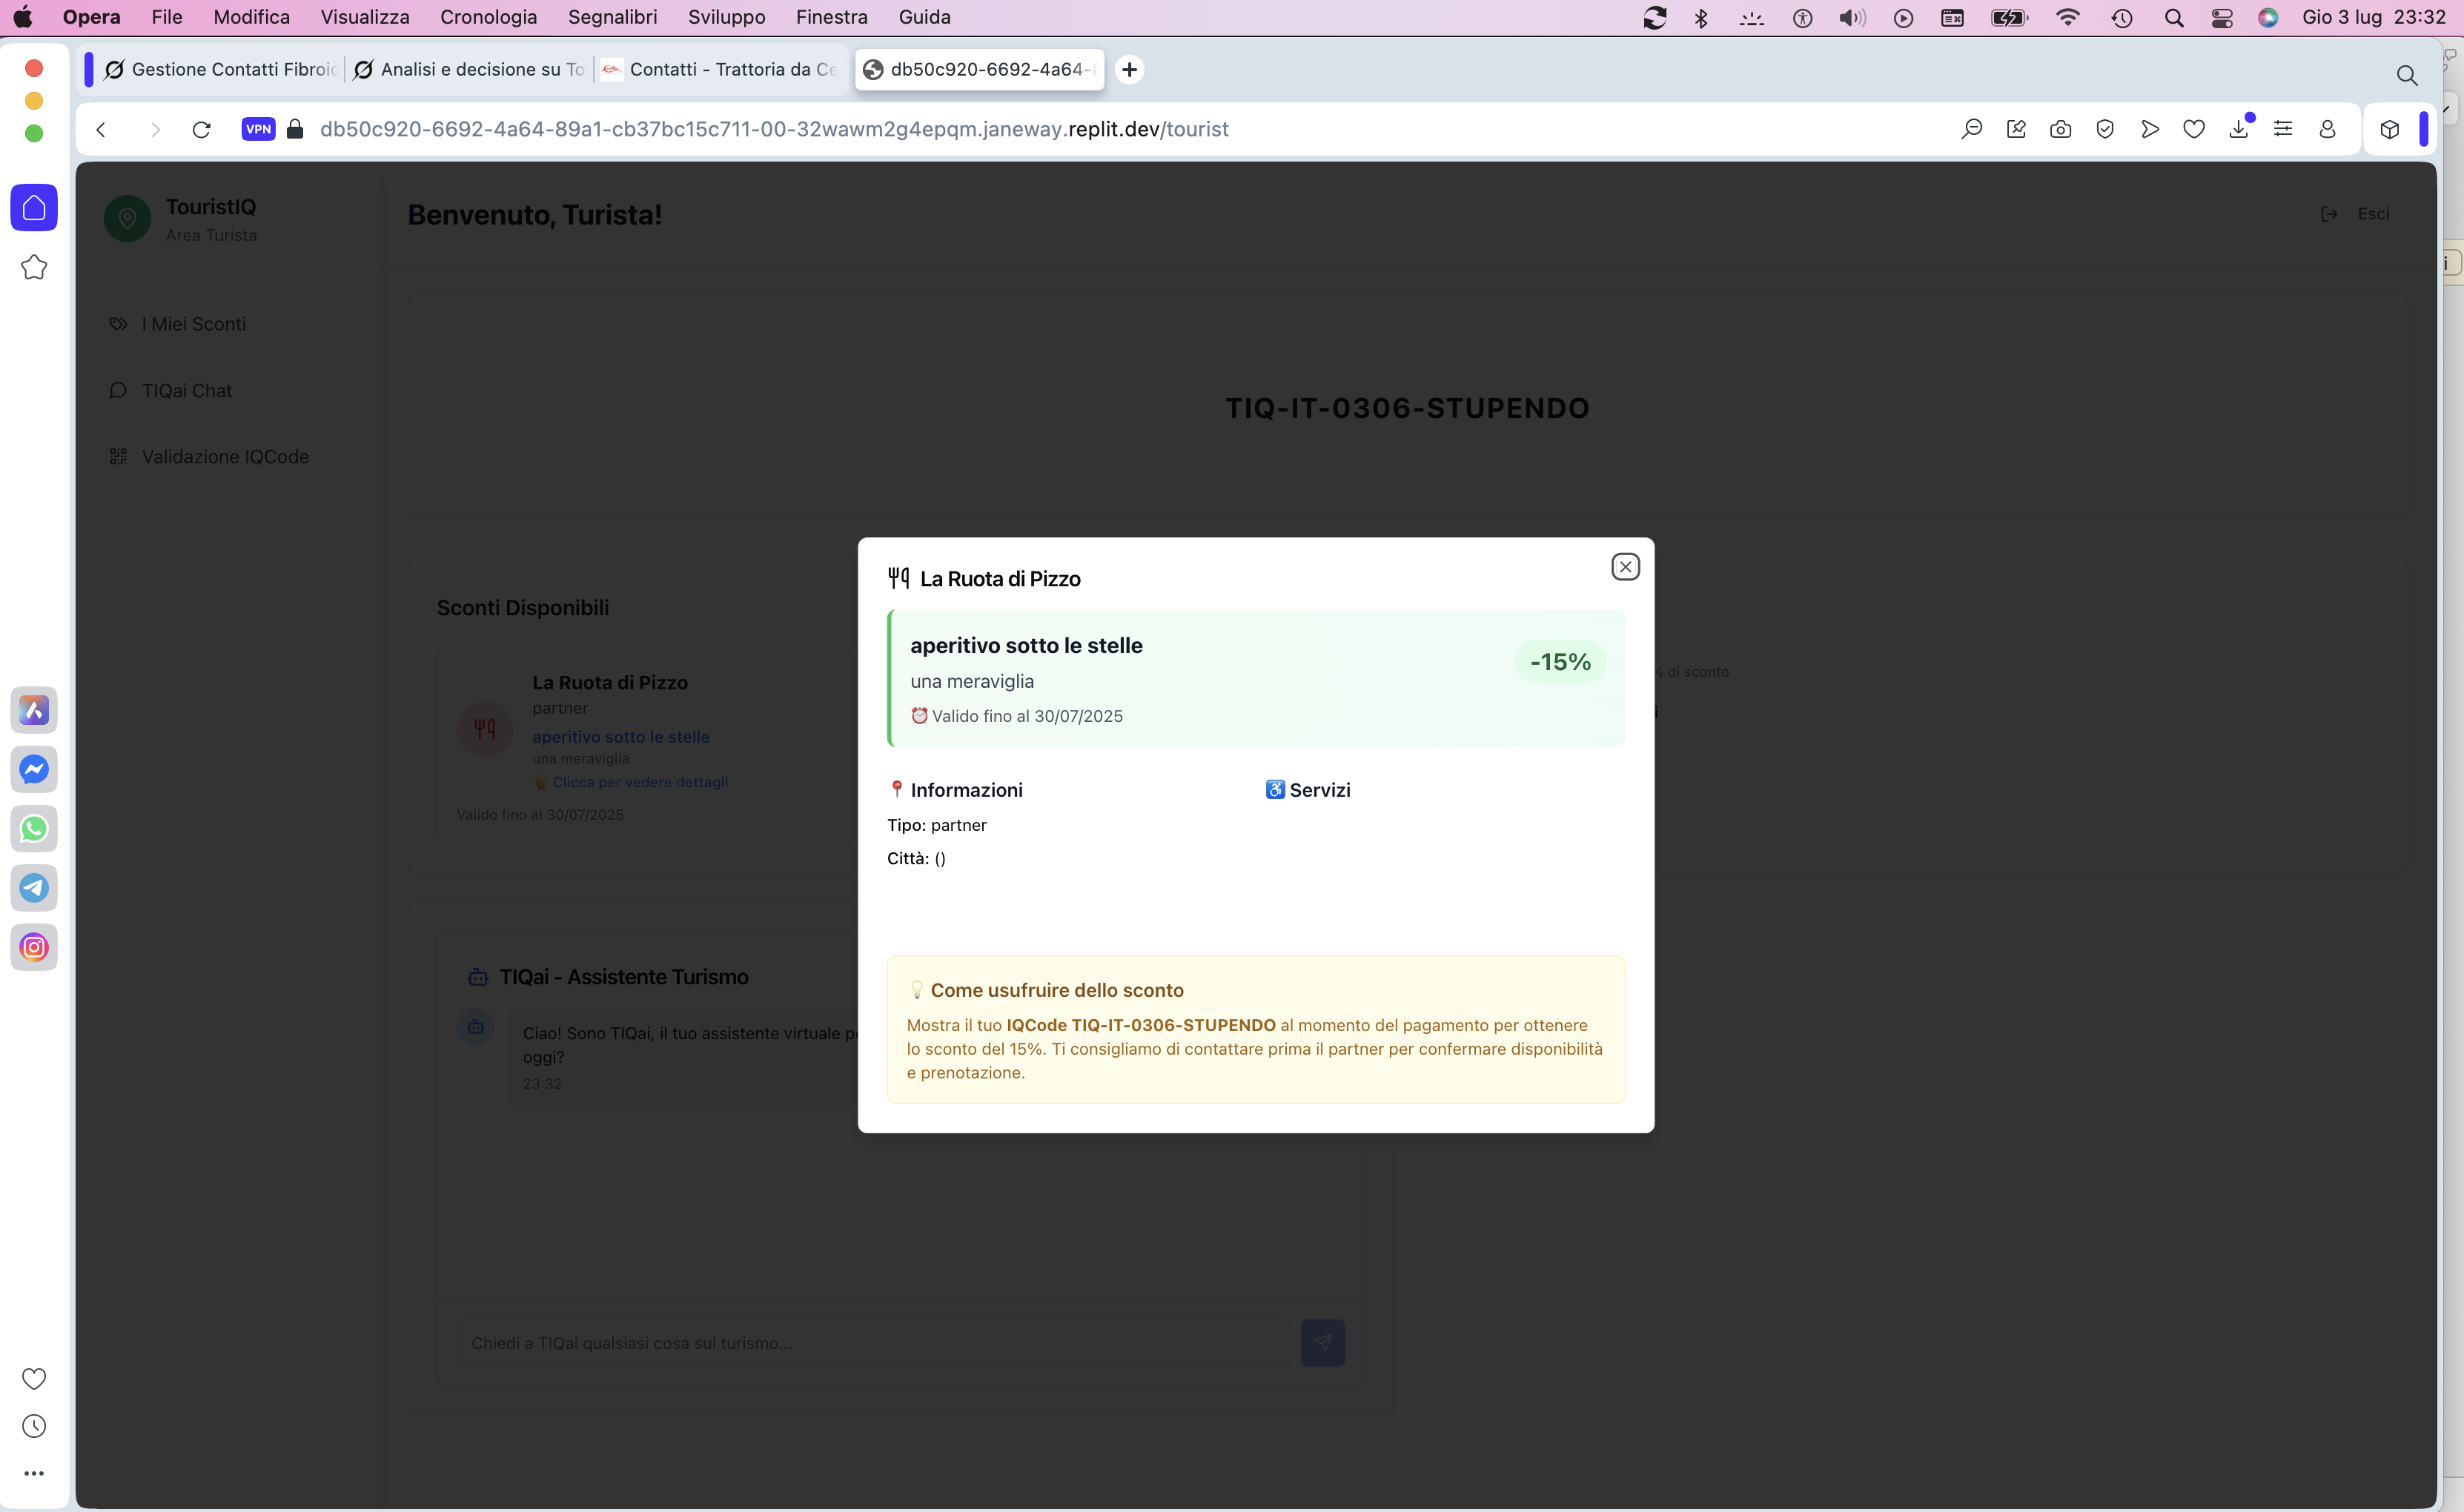 Opera File Modifica Visualizza Cronologia Segnalibri Sviluppo Finestra Guida Gio 3 lug 23:32
Gestione Contatti Analisi e decisione su Contatti - Trattoria da db50c920-6692-4a64-
VPN db50c920-6692-4a64-89a1-cb37bc15c711-00-32wawm2g4epqm.janeway.replit.dev/tourist
TouristIQ
Area Turista
Benvenuto, Turista!
Esci
I Miei Sconti
TIQai Chat
Validazione IQCode
TIQ-IT-0306-STUPENDO
Sconti Disponibili
La Ruota di Pizzo
partner
aperitivo sotto le stelle
una meraviglia
👆 Clicca per vedere dettagli
Valido fino al 30/07/2025
% di sconto
La Ruota di Pizzo
aperitivo sotto le stelle
-15%
una meraviglia
⏰ Valido fino al 30/07/2025
📍 Informazioni
Tipo: partner
Città: ()
♿ Servizi
💡 Come usufruire dello sconto
Mostra il tuo IQCode TIQ-IT-0306-STUPENDO al momento del pagamento per ottenere
lo sconto del 15%. Ti consigliamo di contattare prima il partner per confermare disponibilità
e prenotazione.
TIQai - Assistente Turismo
Ciao! Sono TIQai, il tuo assistente virtuale
oggi?
23:32
Chiedi a TIQai qualsiasi cosa sul turismo...